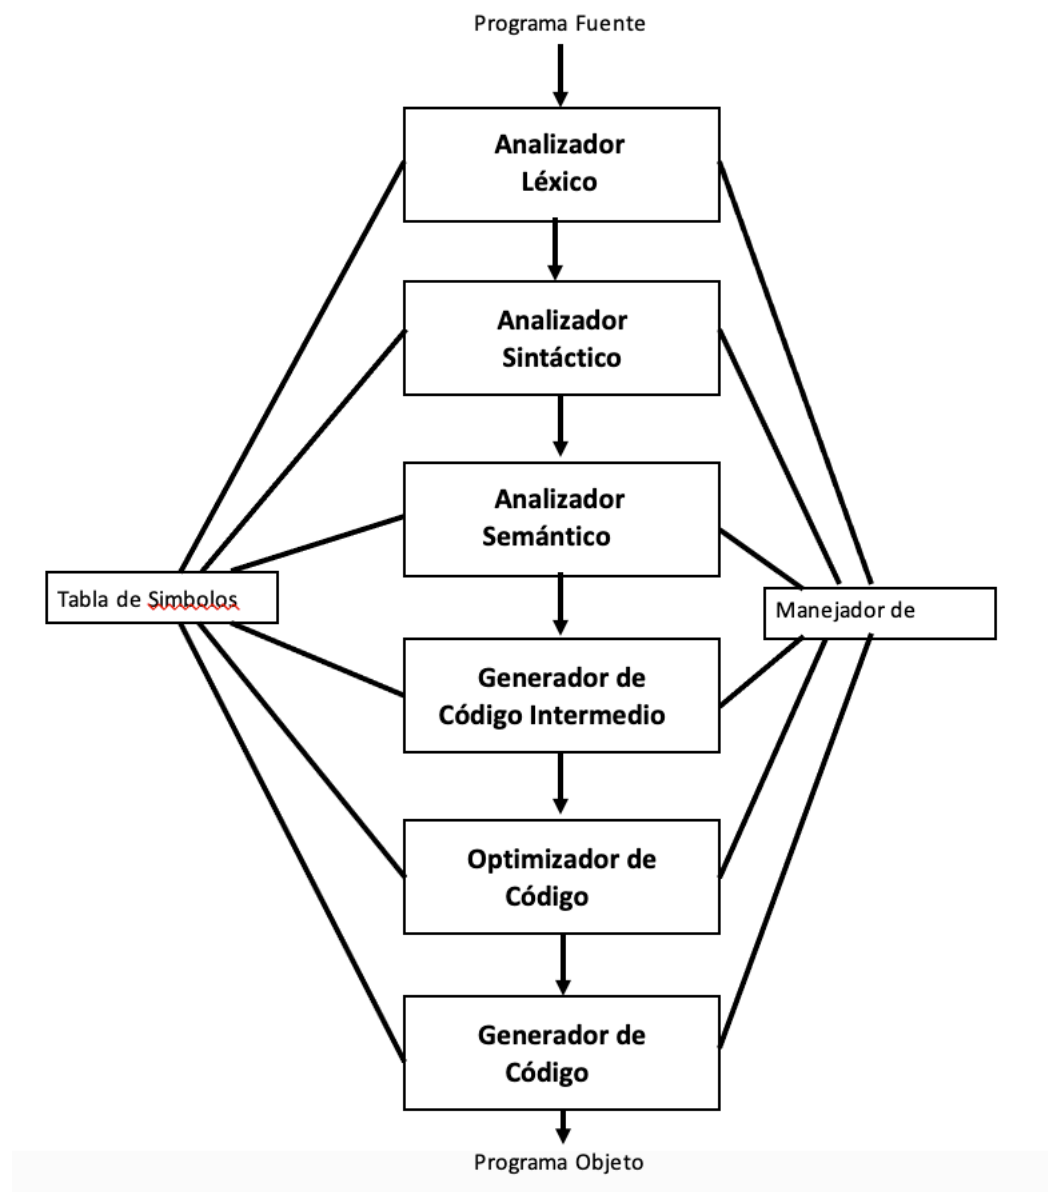 Programa Fuente
Analizador
Léxico
Analizador
Sintáctico
Analizador
Semántico
Tabla de Simbolos
Manejador de
Generador de
Código Intermedio
Optimizador de
Código
Generador de
Código
Programa Objeto